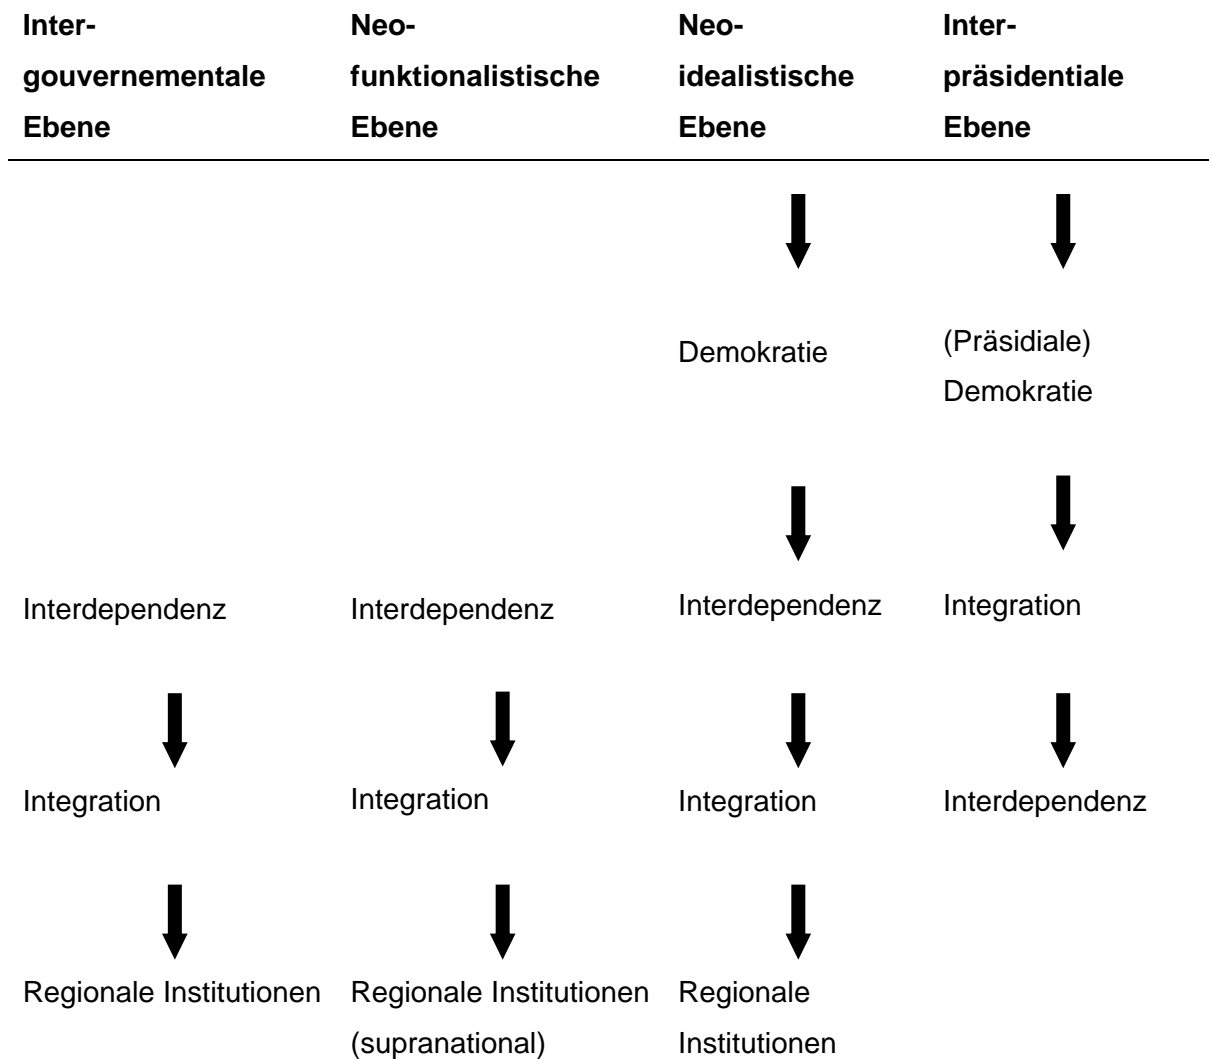 Inter-
gouvernementale
Ebene
Neo-
funktionalistische
Ebene
Neo-
idealistische
Ebene
Inter-
präsidentiale
Ebene
Demokratie
(Präsidiale)
Demokratie
Interdependenz
Interdependenz
Interdependenz
Integration
Integration
Integration
Integration
Interdependenz
Regionale Institutionen
Regionale Institutionen
(supranational)
Regionale
Institutionen